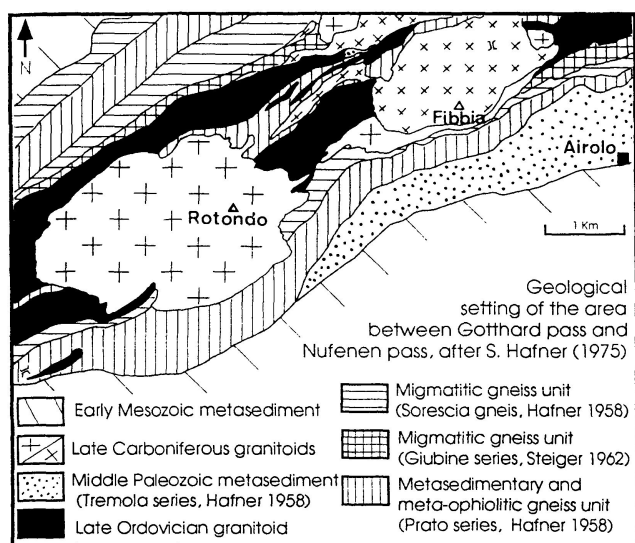 N
Fibbia
Airolo
Rotondo
1 Km
Geological
setting of the area
between Gotthard pass and
Nufenen pass, after S. Hafner (1975)
Early Mesozoic metasediment
Late Carboniferous granitoids
Middle Paleozoic metasediment
(Tremola series, Hafner 1958)
Late Ordovician granitoid
Migmatitic gneiss unit
(Sorescia gneis, Hafner 1958)
Migmatitic gneiss unit
(Giubine series, Steiger 1962)
Metasedimentary and
meta-ophiolitic gneiss unit
(Prato series, Hafner 1958)